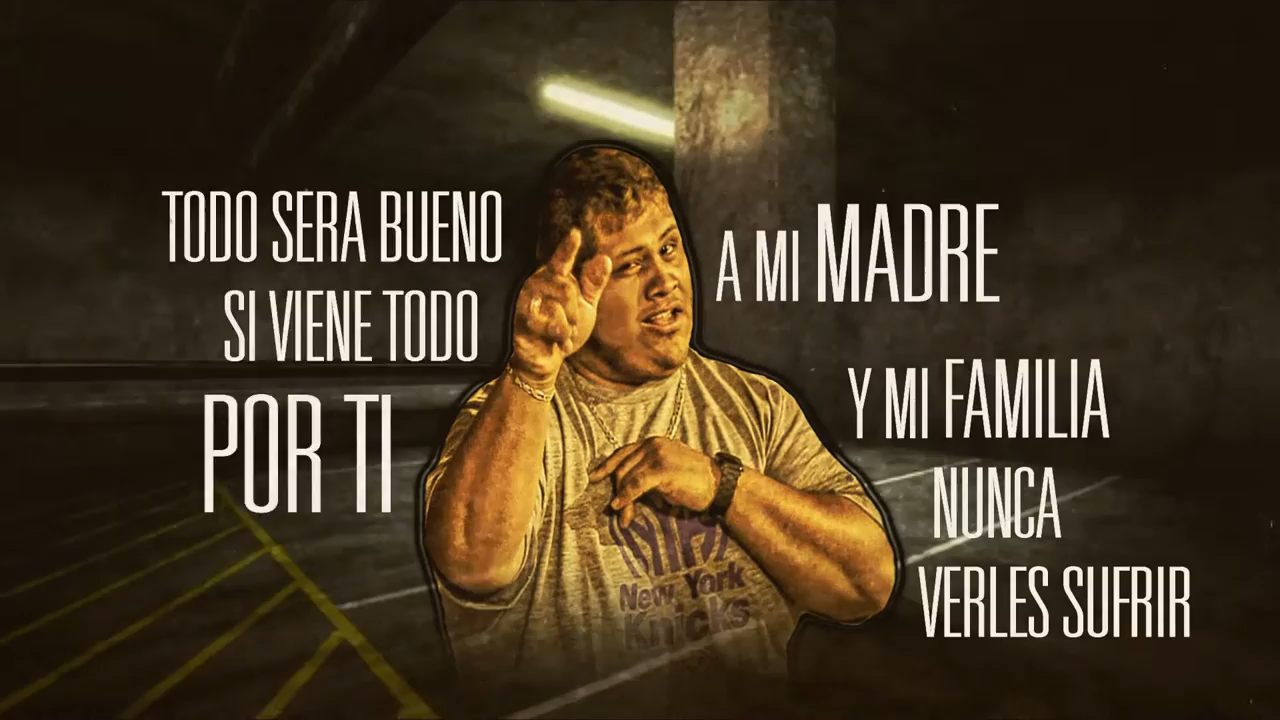 TODO SERA BUENO
SI VIENE TODO
POR TI
A MI MADRE
Y MI FAMILIA
NUNCA
VERLES SUFRIR
New York
Knicks